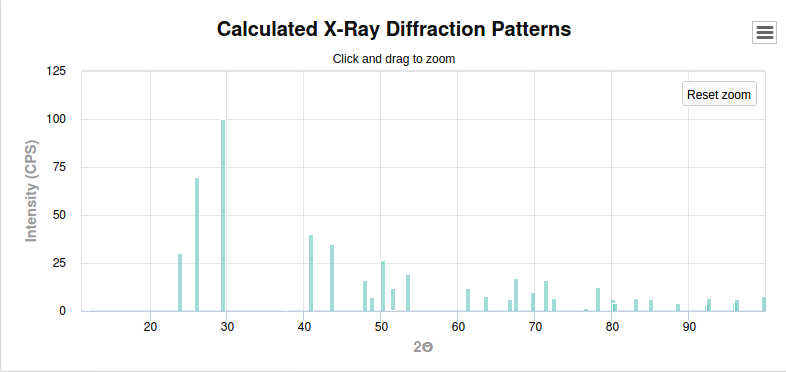 Calculated X-Ray Diffraction Patterns
Click and drag to zoom
Reset zoom
Intensity (CPS)
125
100
75
50
25
0
20 30 40 50 60 70 80 90
2Θ